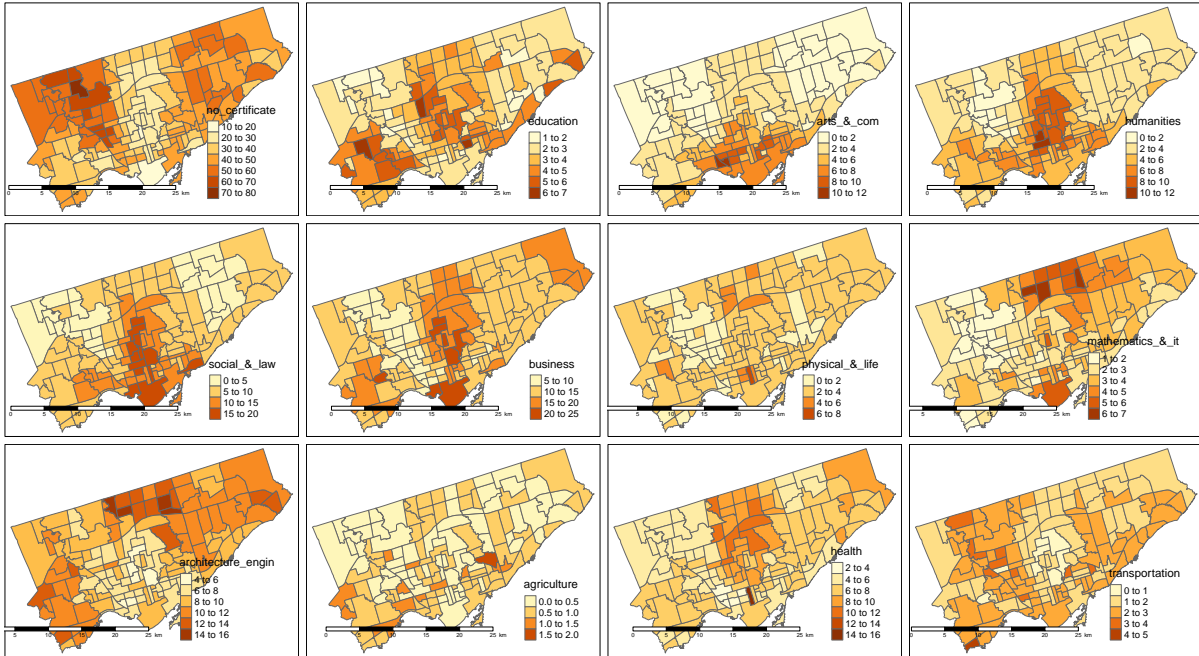 no_certificate
10 to 20
20 to 30
30 to 40
40 to 50
50 to 60
60 to 70
70 to 80
0 5 10 15 20 25 km
education
1 to 2
2 to 3
3 to 4
4 to 5
5 to 6
6 to 7
0 5 10 15 20 25 km
arts_&_com
0 to 2
2 to 4
4 to 6
6 to 8
8 to 10
10 to 12
0 5 10 15 20 25 km
humanities
0 to 2
2 to 4
4 to 6
6 to 8
8 to 10
10 to 12
0 5 10 15 20 25 km
social_&_law
0 to 5
5 to 10
10 to 15
15 to 20
0 5 10 15 20 25 km
business
5 to 10
10 to 15
15 to 20
20 to 25
0 5 10 15 20 25 km
physical_&_life
0 to 2
2 to 4
4 to 6
6 to 8
0 5 10 15 20 25 km
mathematics_&_it
1 to 2
2 to 3
3 to 4
4 to 5
5 to 6
6 to 7
0 5 10 15 20 25 km
architecture_engin
4 to 6
6 to 8
8 to 10
10 to 12
12 to 14
14 to 16
0 5 10 15 20 25 km
agriculture
0.0 to 0.5
0.5 to 1.0
1.0 to 1.5
1.5 to 2.0
0 5 10 15 20 25 km
health
2 to 4
4 to 6
6 to 8
8 to 10
10 to 12
12 to 14
14 to 16
0 5 10 15 20 25 km
transportation
0 to 1
1 to 2
2 to 3
3 to 4
4 to 5
0 5 10 15 20 25 km